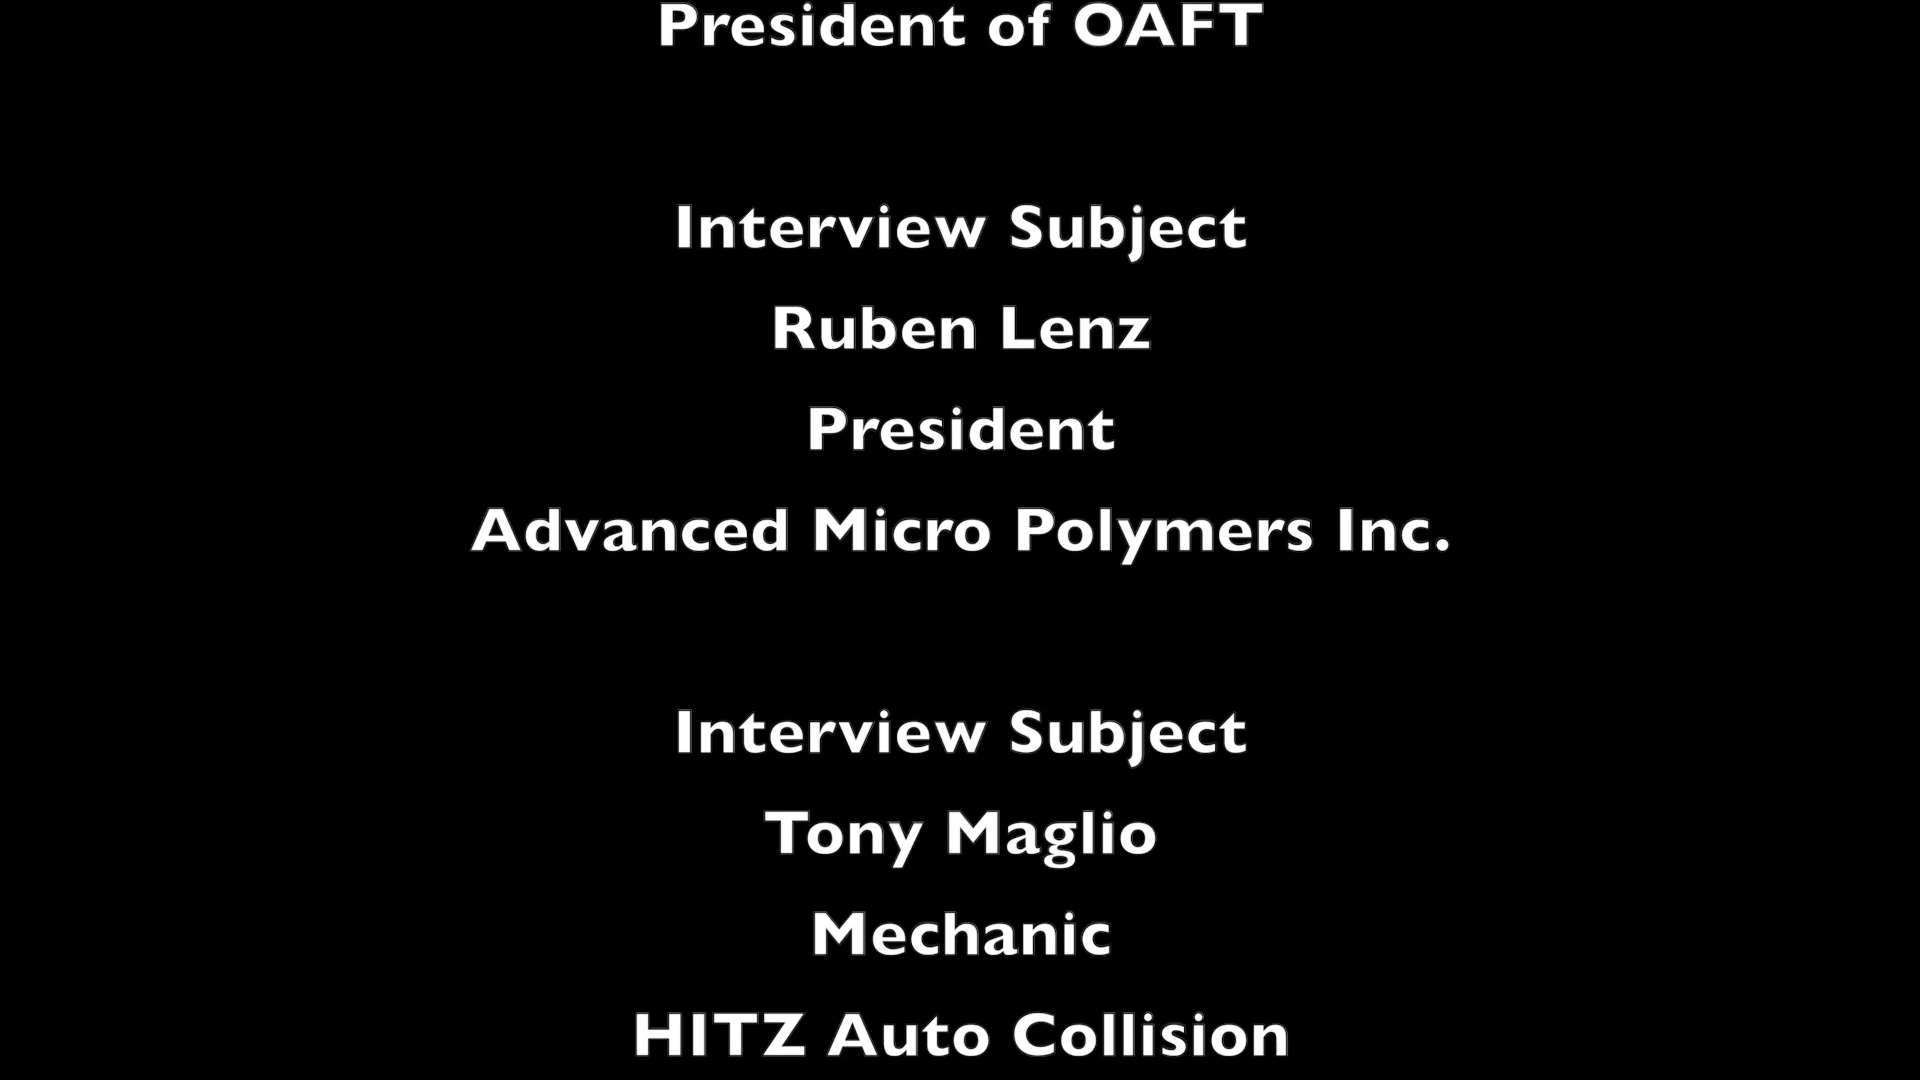 President of OAFT
Interview Subject
Ruben Lenz
President
Advanced Micro Polymers Inc.
Interview Subject
Tony Maglio
Mechanic
HITZ Auto Collision